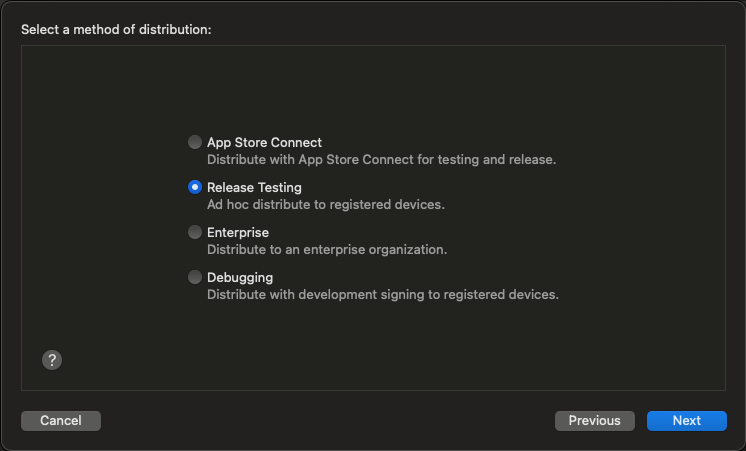 Select a method of distribution:
App Store Connect
Distribute with App Store Connect for testing and release.
Release Testing
Ad hoc distribute to registered devices.
Enterprise
Distribute to an enterprise organization.
Debugging
Distribute with development signing to registered devices.
?
Cancel
Previous
Next